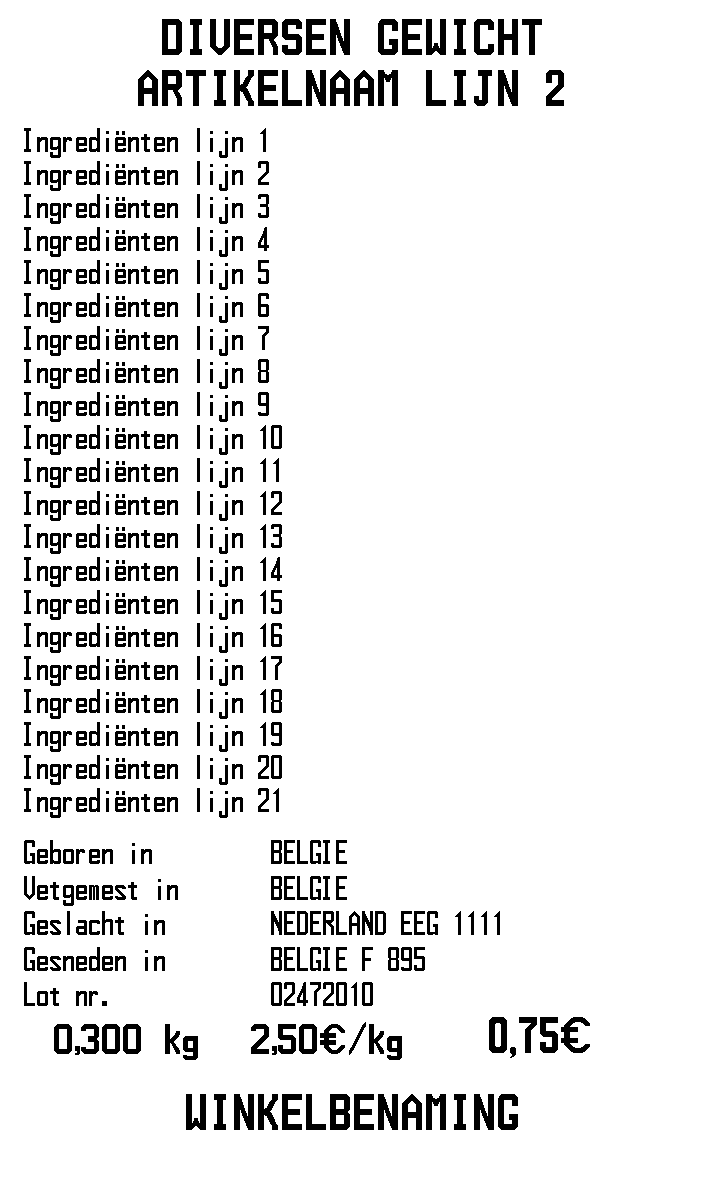 DIVERSEN GEWICHT
ARTIKELNAAM LIJN 2
Ingrediënten lijn 1
Ingrediënten lijn 2
Ingrediënten lijn 3
Ingrediënten lijn 4
Ingrediënten lijn 5
Ingrediënten lijn 6
Ingrediënten lijn 7
Ingrediënten lijn 8
Ingrediënten lijn 9
Ingrediënten lijn 10
Ingrediënten lijn 11
Ingrediënten lijn 12
Ingrediënten lijn 13
Ingrediënten lijn 14
Ingrediënten lijn 15
Ingrediënten lijn 16
Ingrediënten lijn 17
Ingrediënten lijn 18
Ingrediënten lijn 19
Ingrediënten lijn 20
Ingrediënten lijn 21
Geboren in BELGIE
Vetgemest in BELGIE
Geslacht in NEDERLAND EEG 1111
Gesneden in BELGIE F 895
Lot nr. 02472010
0,300 kg 2,50€/kg 0,75€
WINKELBENAMING